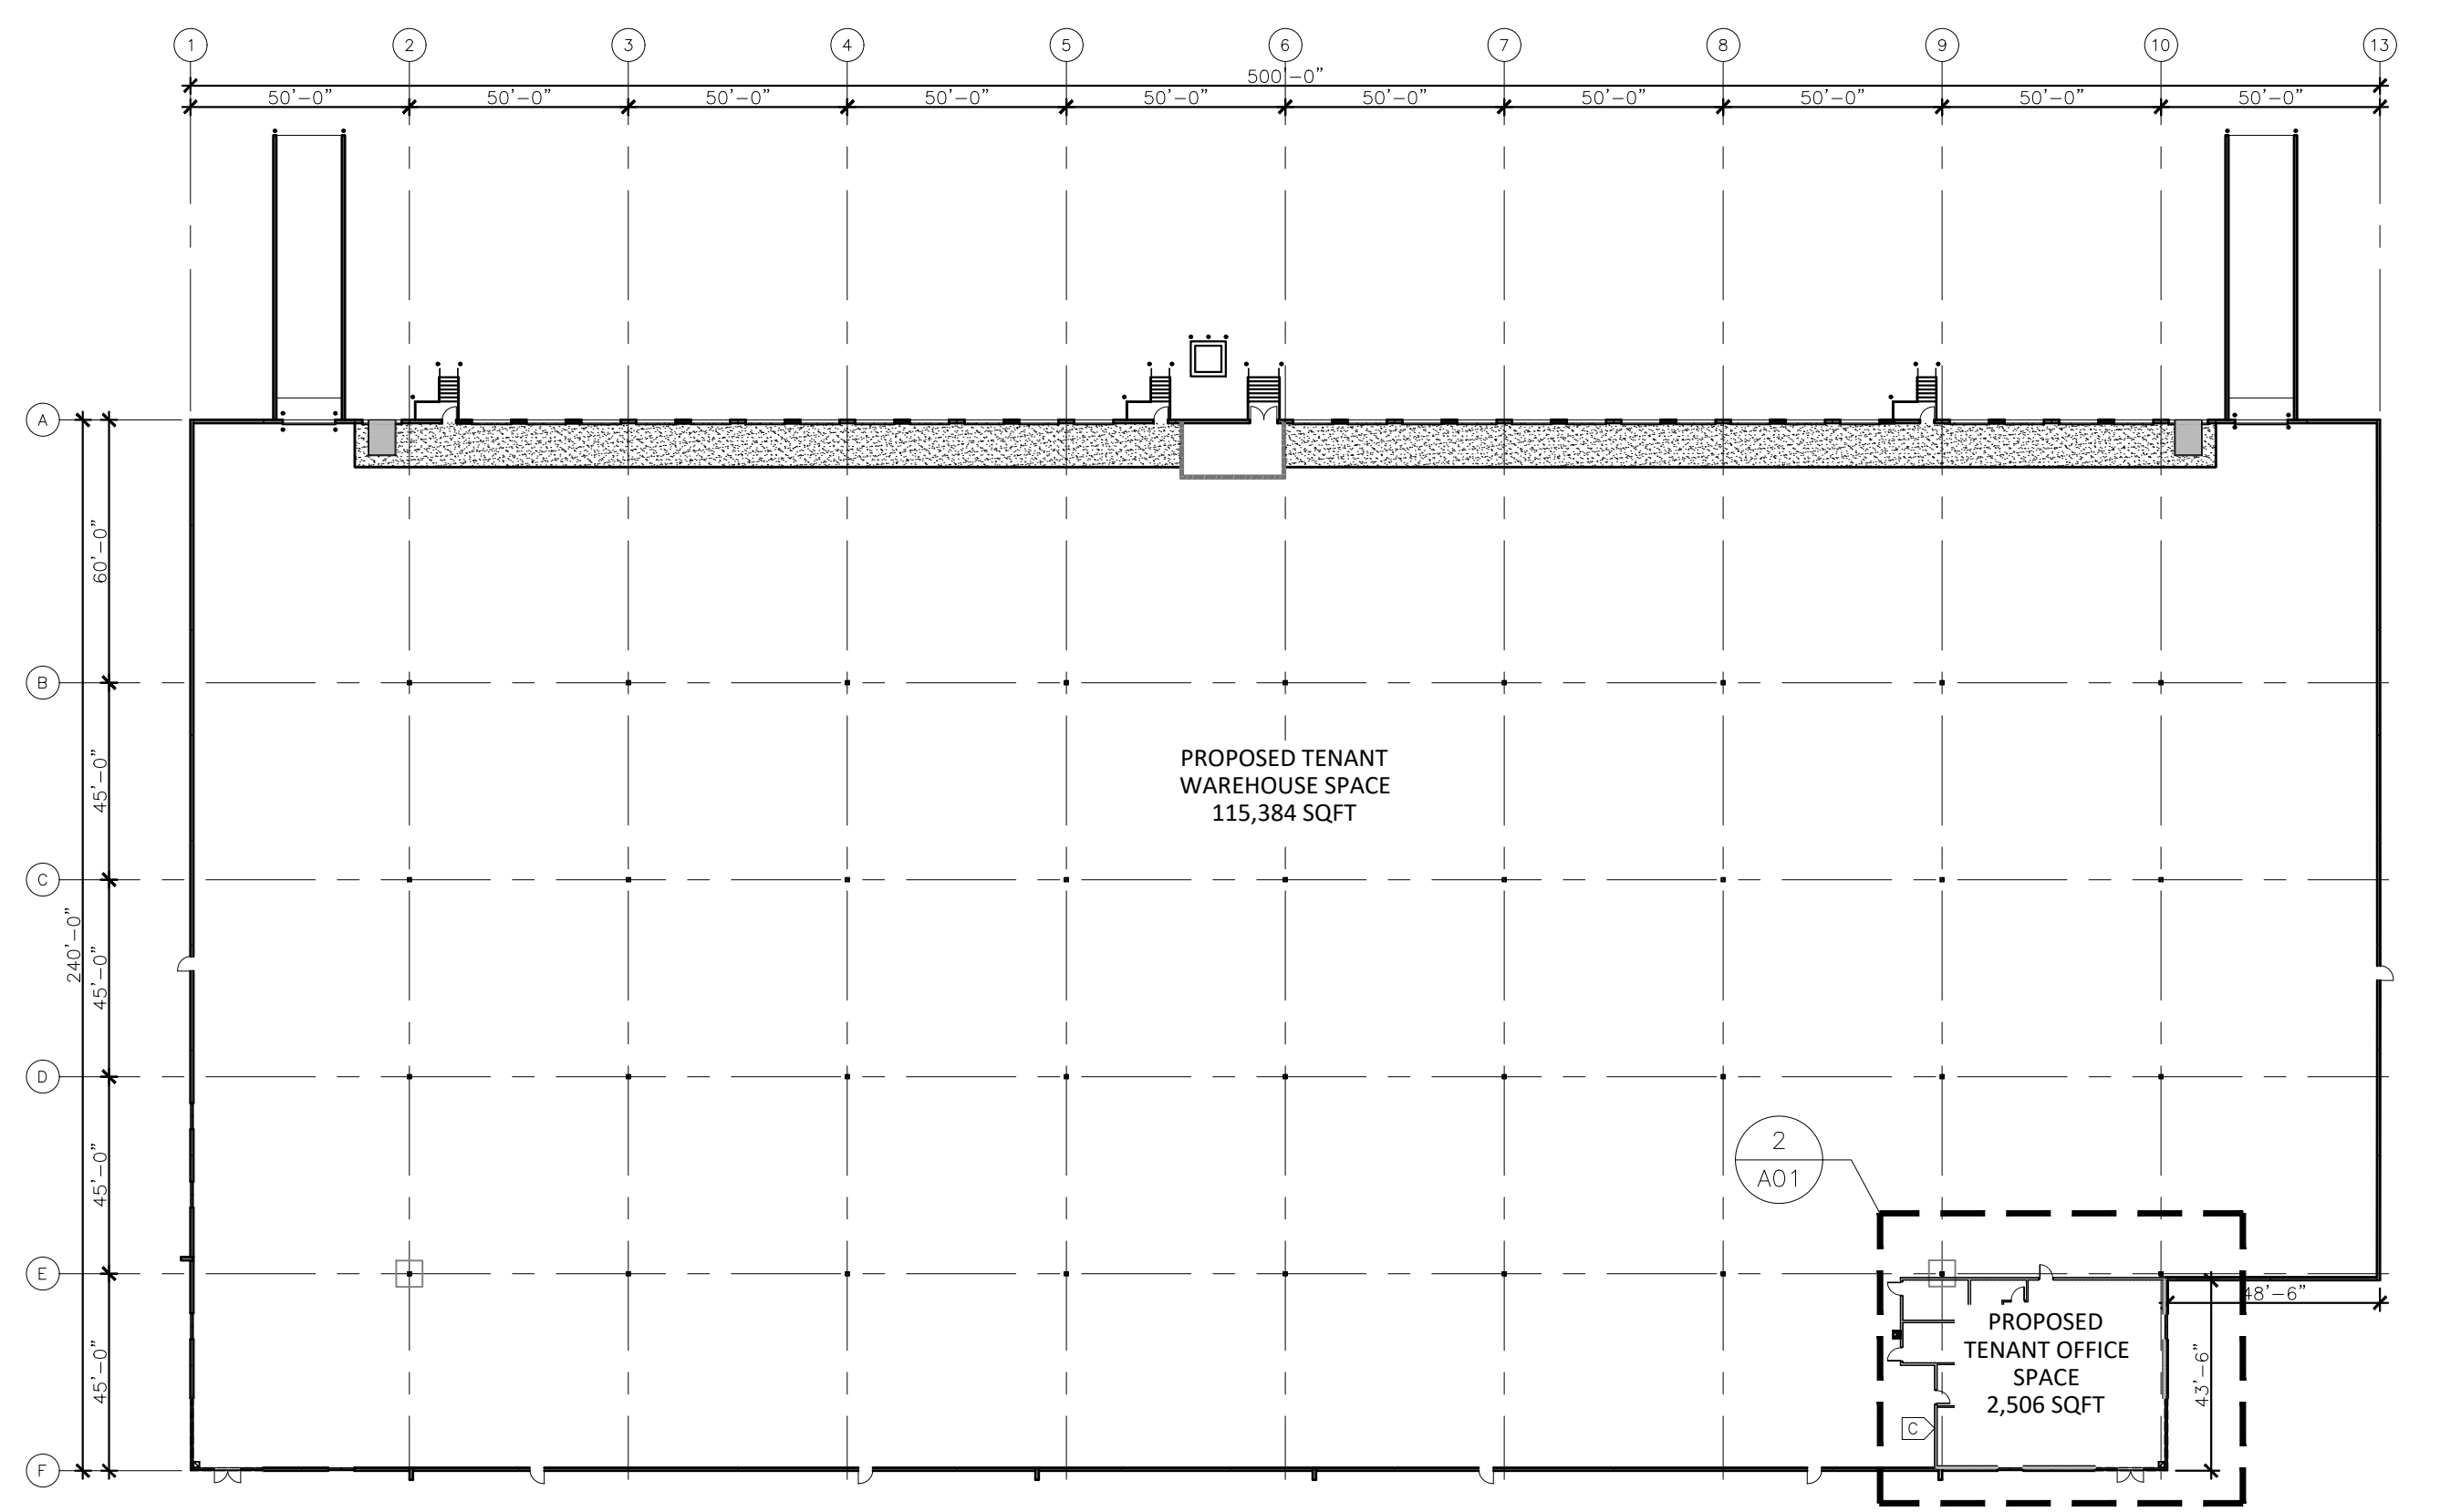 1 2 3 4 5 6 7 8 9 10 13
500'-0"
50'-0" 50'-0" 50'-0" 50'-0" 50'-0" 50'-0" 50'-0" 50'-0" 50'-0" 50'-0"
A
60'-0"
B
PROPOSED TENANT
WAREHOUSE SPACE
115,384 SQFT
45'-0"
C
240'-0"
45'-0"
D
2
A01
45'-0"
E
48'-6"
PROPOSED
TENANT OFFICE
SPACE
2,506 SQFT
45'-0"
43'-6"
C
F